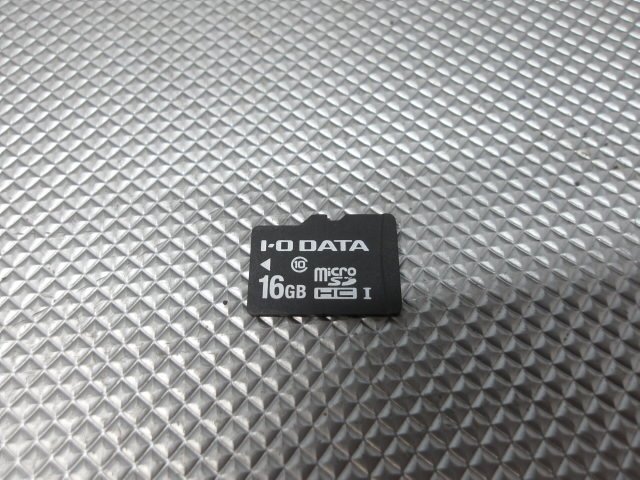 I-O DATA
10
micro
SD
16GB
HC I